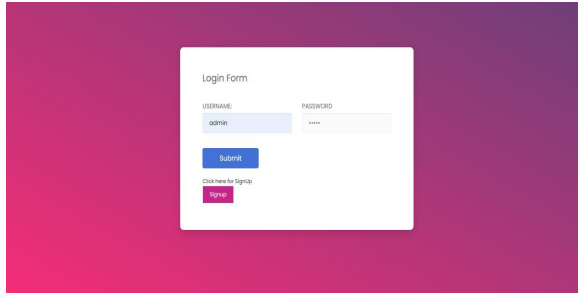 Login Form
USERNAME: PASSWORD
admin •••••
Submit
Click here for SignUp
Signup